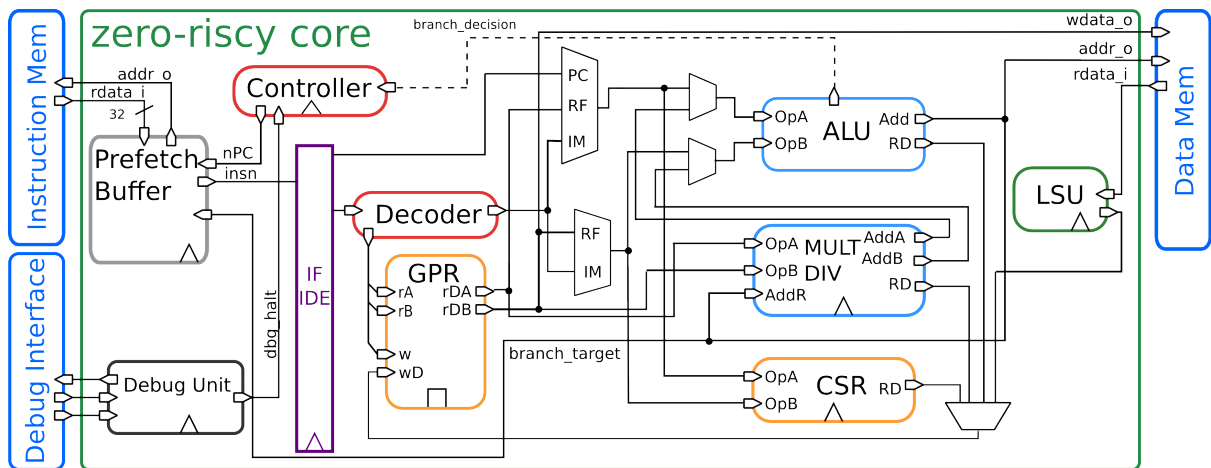 zero-riscy core
branch_decision
wdata_o
addr_o
rdata_i
Instruction Mem
addr_o
rdata_i
32
Controller
PC
RF
IM
OpA
OpB
ALU
Add
RD
Data Mem
Prefetch
Buffer
nPC
insn
LSU
Decoder
RF
IM
IF
IDE
GPR
rA
rB
w
wD
rDA
rDB
OpA
OpB
AddR
MULT
DIV
AddA
AddB
RD
dbg_halt
branch_target
Debug Interface
Debug Unit
OpA
OpB
CSR
RD